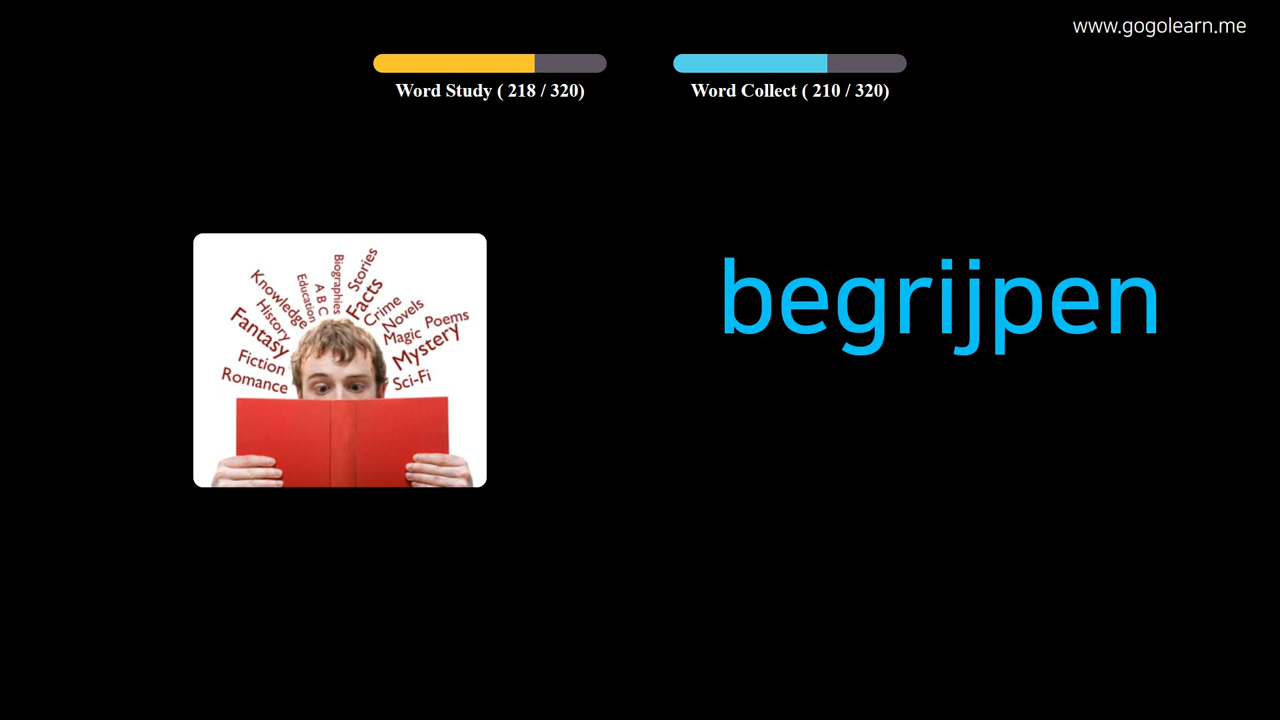 www.gogolearn.me
Word Study ( 218 / 320)
Word Collect ( 210 / 320)
begrijpen
Knowledge
History
Fantasy
Fiction
Romance
Education
A B C
Biographies
Stories
Facts
Crime
Novels
Magic
Poems
Mystery
Sci-Fi